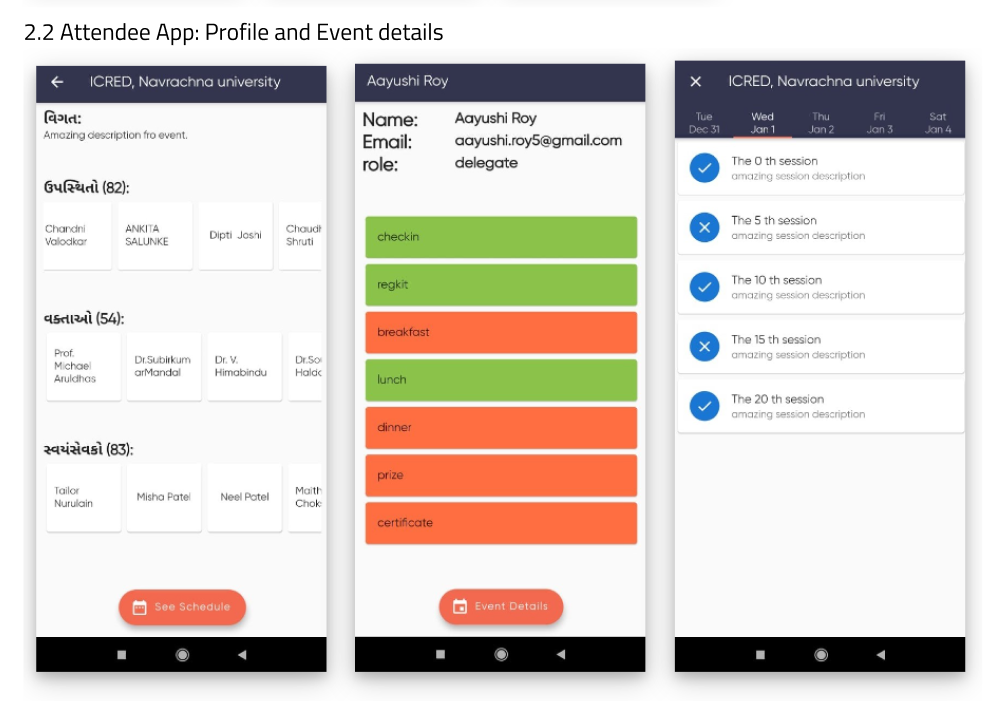 2.2 Attendee App: Profile and Event details
ICRED, Navrachna university
વિગત:
Amazing description fro event.
ઉપસ્થિતો (82):
Chandni
Valodkar
ANKITA
SALUNKE
Dipti Joshi
Chaudh
Shruti
વક્તાઓ (54):
Prof.
Michael
Aruldhas
Dr.Subirkum
arMandal
Dr. V.
Himabindu
Dr.So
Haldc
સ્વયંસેવકો (83):
Tailor
Nurulain
Misha Patel
Neel Patel
Maith
Chok
See Schedule
Aayushi Roy
Name: Aayushi Roy
Email: aayushi.roy5@gmail.com
role: delegate
checkin
regkit
breakfast
lunch
dinner
prize
certificate
Event Details
ICRED, Navrachna university
Tue Wed Thu Fri Sat
Dec 31 Jan 1 Jan 2 Jan 3 Jan 4
The 0 th session
amazing session description
The 5 th session
amazing session description
The 10 th session
amazing session description
The 15 th session
amazing session description
The 20 th session
amazing session description